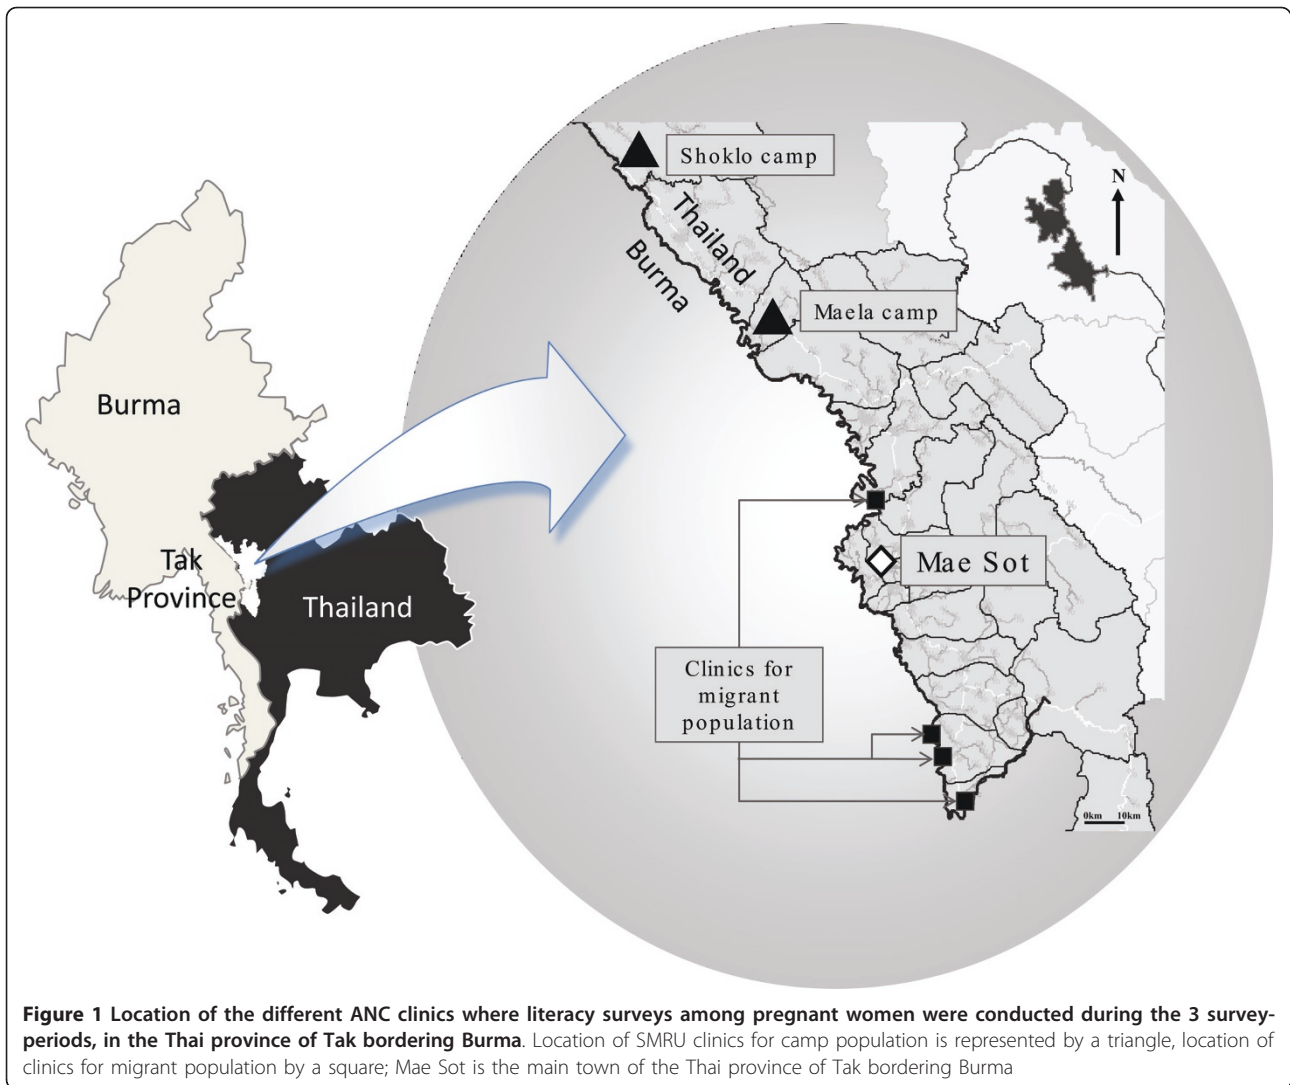 Shoklo camp
N
Thailand
Burma
Maela camp
Burma
Mae Sot
Tak
Province
Thailand
Clinics for
migrant
population
0km 10km
Figure 1 Location of the different ANC clinics where literacy surveys among pregnant women were conducted during the 3 survey-
periods, in the Thai province of Tak bordering Burma. Location of SMRU clinics for camp population is represented by a triangle, location of
clinics for migrant population by a square; Mae Sot is the main town of the Thai province of Tak bordering Burma